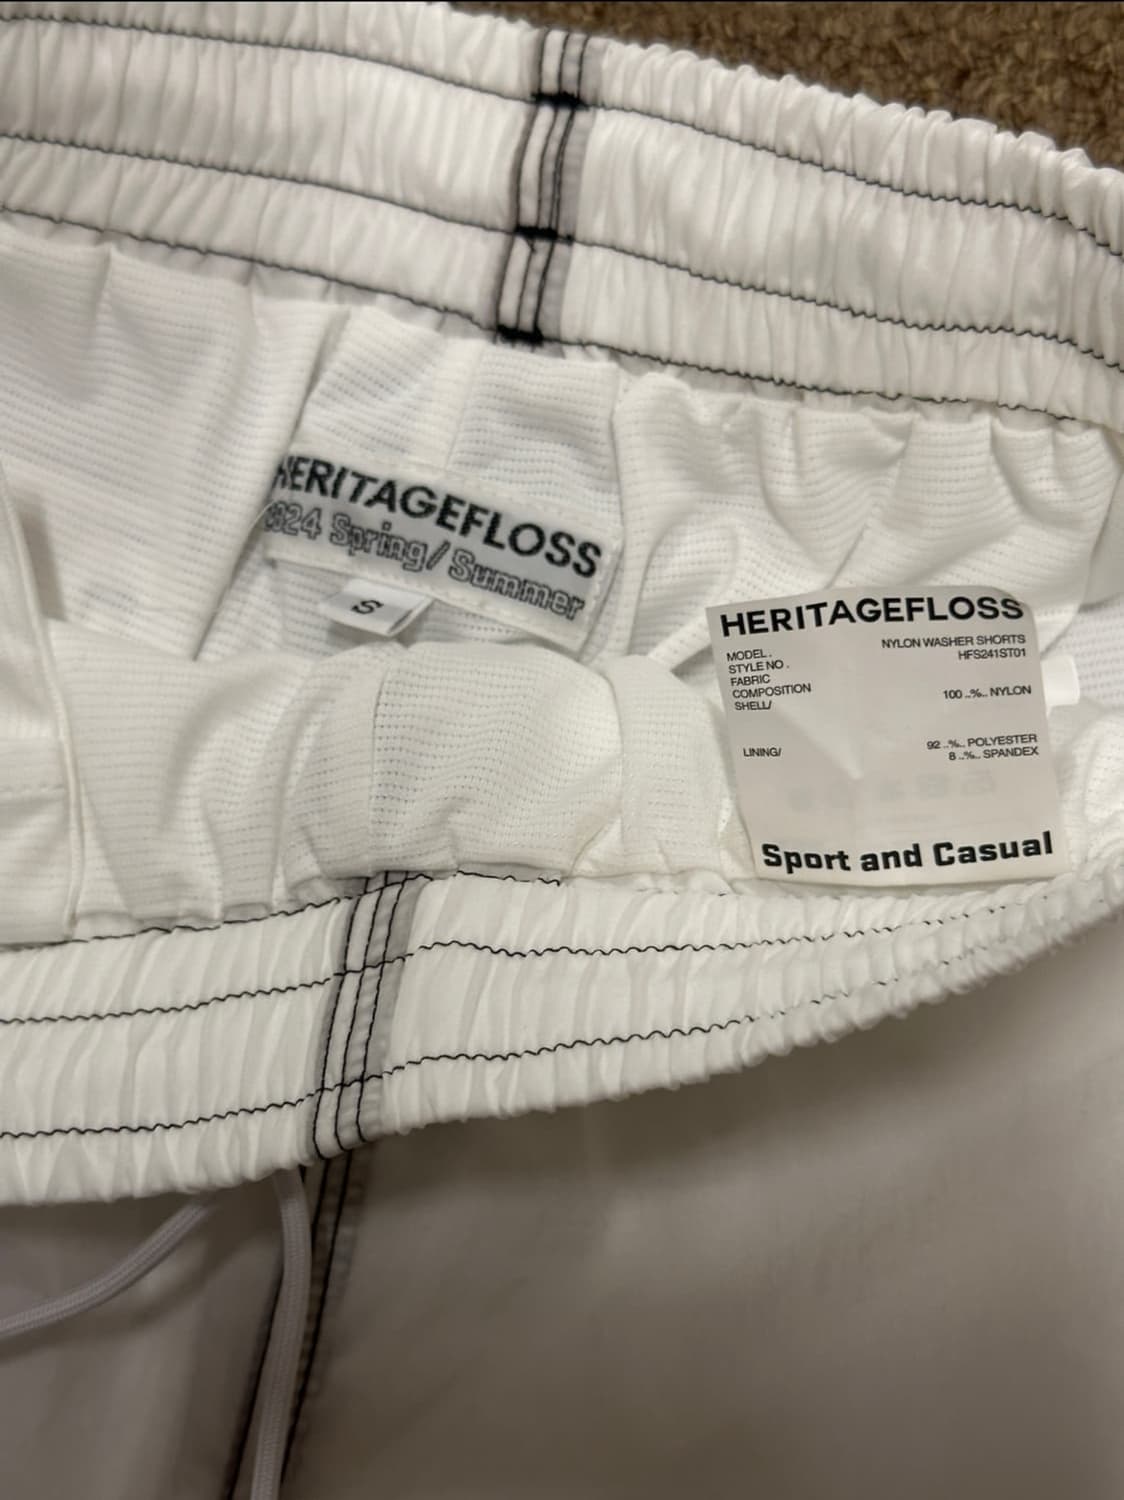 HERITAGEFLOSS
Spring/Summer
S
HERITAGEFLOSS
MODEL. NYLON WASHER SHORTS
STYLE NO. HFS241ST01
FABRIC
COMPOSITION
SHELL/ 100..%.. NYLON
LINING/ 92..%.. POLYESTER
8..%.. SPANDEX
Sport and Casual